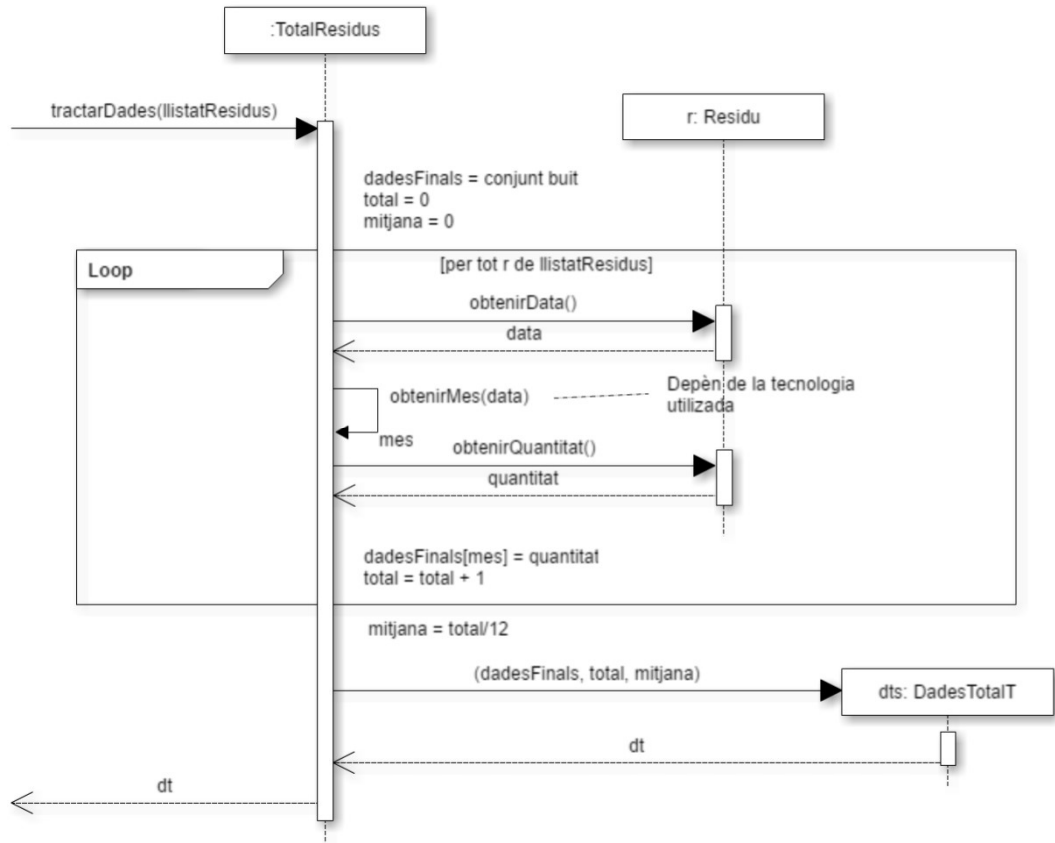 :TotalResidus
tractarDades(llistatResidus)
r: Residu
dadesFinals = conjunt buit
total = 0
mitjana = 0
Loop
[per tot r de llistatResidus]
obtenirData()
data
obtenirMes(data)
Depèn de la tecnologia
utilizada
mes
obtenirQuantitat()
quantitat
dadesFinals[mes] = quantitat
total = total + 1
mitjana = total/12
(dadesFinals, total, mitjana)
dts: DadesTotalT
dt
dt